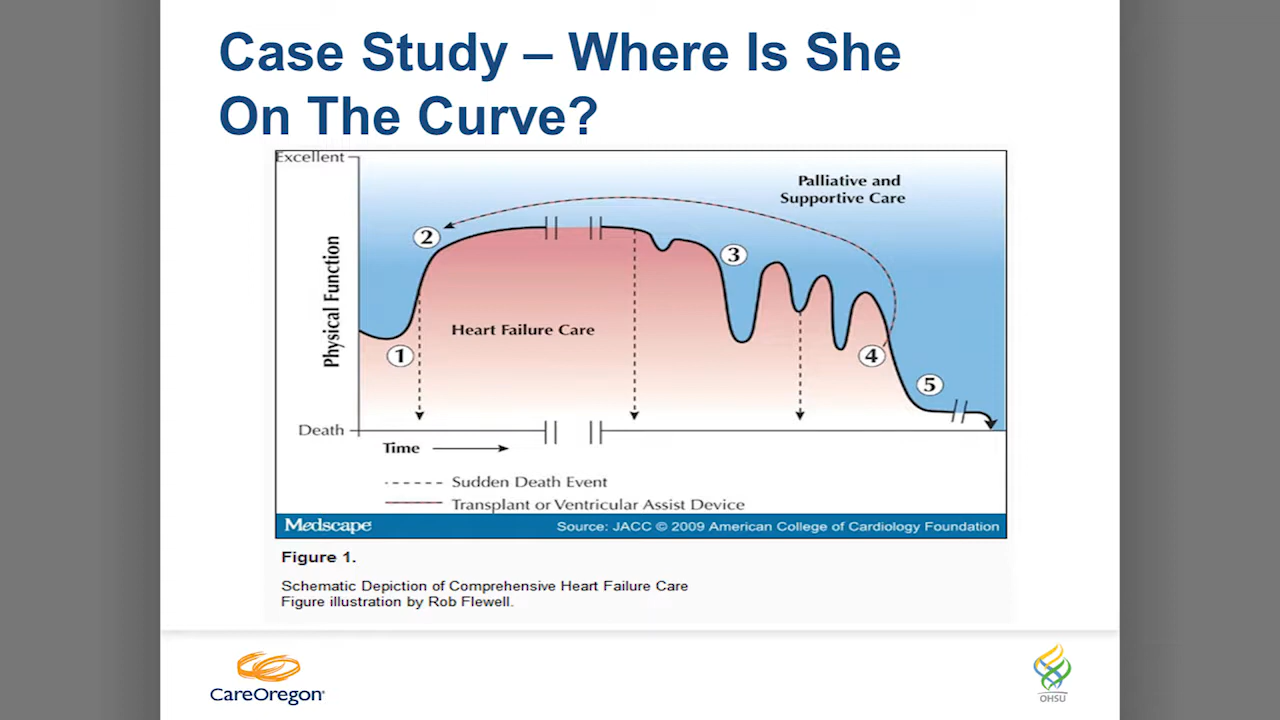 Case Study – Where Is She
On The Curve?
Excellent
Palliative and
Supportive Care
2
3
Physical Function
Heart Failure Care
1
4
5
Death
Time
Sudden Death Event
Transplant or Ventricular Assist Device
Medscape
Source: JACC © 2009 American College of Cardiology Foundation
Figure 1.
Schematic Depiction of Comprehensive Heart Failure Care
Figure illustration by Rob Flewell.
CareOregon®
OHSU